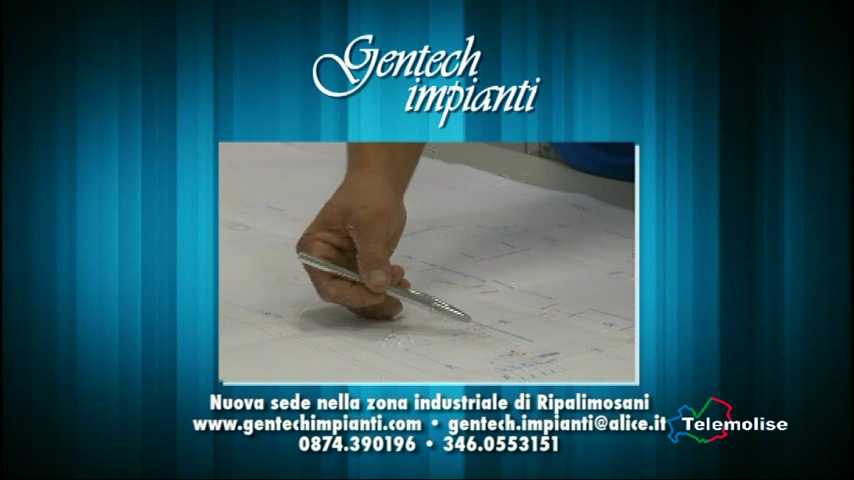 Gentech
impianti
Nuova sede nella zona industriale di Ripalimosani
www.gentechimpianti.com • gentech.impianti@alice.it
Telemolise
0874.390196 • 346.0553151